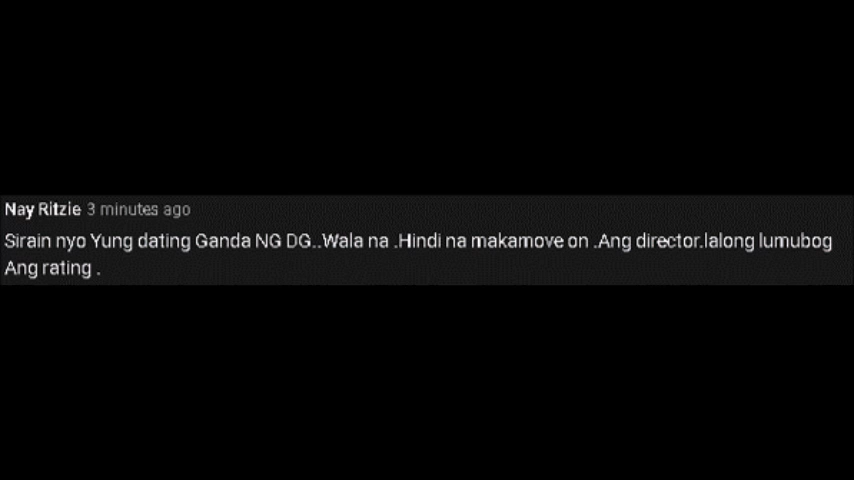 Nay Ritzie 3 minutes ago
Sirain nyo Yung dating Ganda NG DG..Wala na .Hindi na makamove on .Ang director.lalong lumubog
Ang rating .